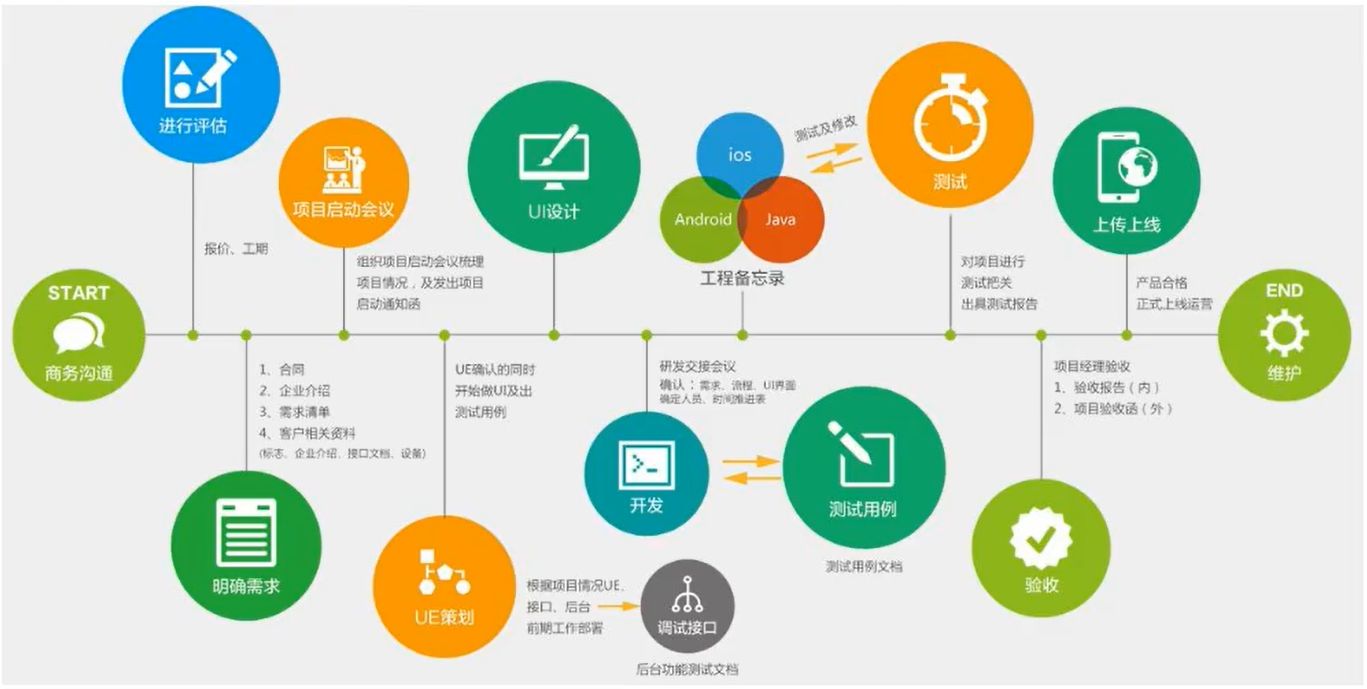 进行评估
报价、工期
项目启动会议
组织项目启动会议梳理
项目情况，及发出项目
启动通知函
UI设计
ios
Android
Java
工程备忘录
测试及修改
测试
对项目进行
测试把关
出具测试报告
上传上线
产品合格
正式上线运营
START
商务沟通
END
维护
1、合同
2、企业介绍
3、需求清单
4、客户相关资料
(标志、企业介绍、接口文档、设备)
明确需求
UE确认的同时
开始做UI及出
测试用例
UE策划
根据项目情况UE、
接口、后台
前期工作部署
调试接口
后台功能测试文档
研发交接会议
确认：需求、流程、UI界面
确定人员、时间推进表
开发
测试用例
测试用例文档
项目经理验收
1、验收报告（内）
2、项目验收函（外）
验收